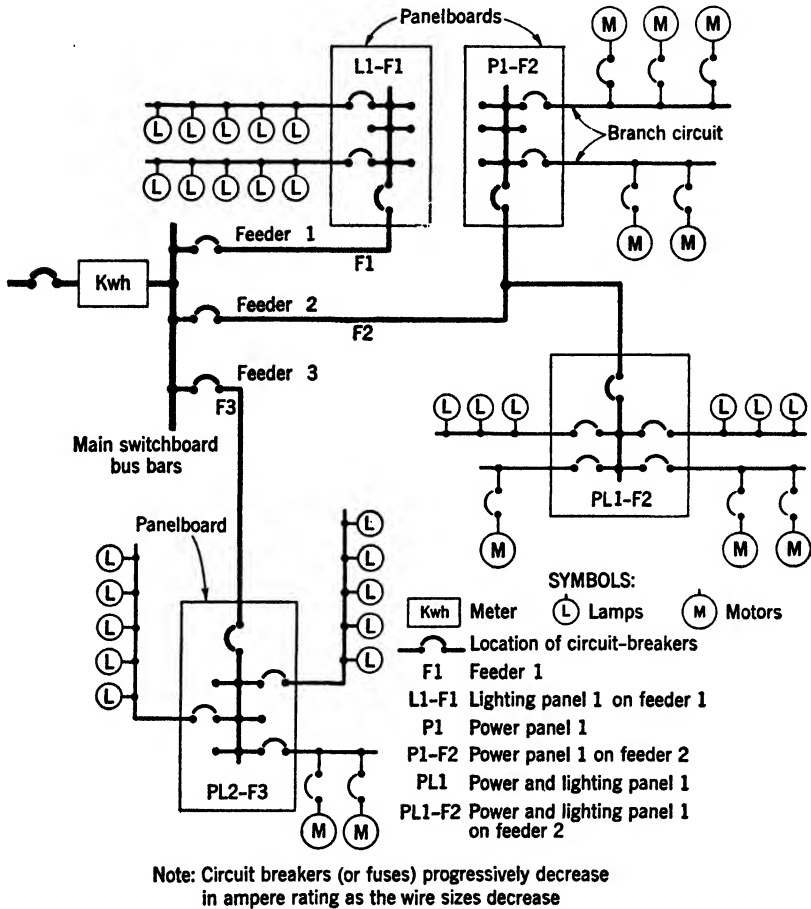 Panelboards
L1-F1
P1-F2
M M M
L L L L L
Branch circuit
L L L L L
M M
Feeder 1
F1
Kwh
Feeder 2
F2
Feeder 3
F3
Main switchboard
bus bars
L L L
L L L
PL1-F2
M
M M
Panelboard
L
L
L
L
L
L
L
L
L
L
PL2-F3
M M
SYMBOLS:
Kwh Meter
L Lamps
M Motors
Location of circuit-breakers
F1 Feeder 1
L1-F1 Lighting panel 1 on feeder 1
P1 Power panel 1
P1-F2 Power panel 1 on feeder 2
PL1 Power and lighting panel 1
PL1-F2 Power and lighting panel 1
on feeder 2
Note: Circuit breakers (or fuses) progressively decrease
in ampere rating as the wire sizes decrease